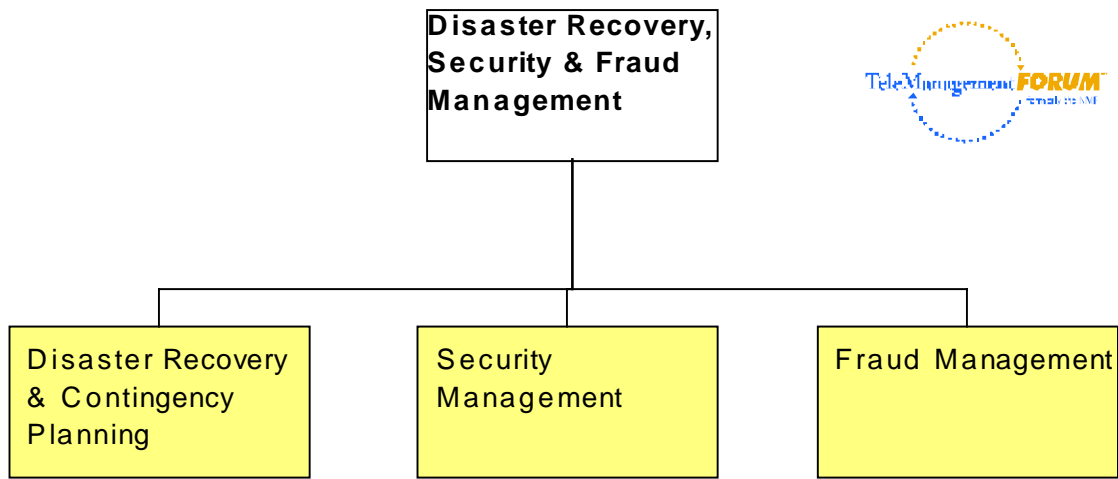 Disaster Recovery,
Security & Fraud
Management
TeleManagement FORUM
Disaster Recovery
& Contingency
Planning
Security
Management
Fraud Management